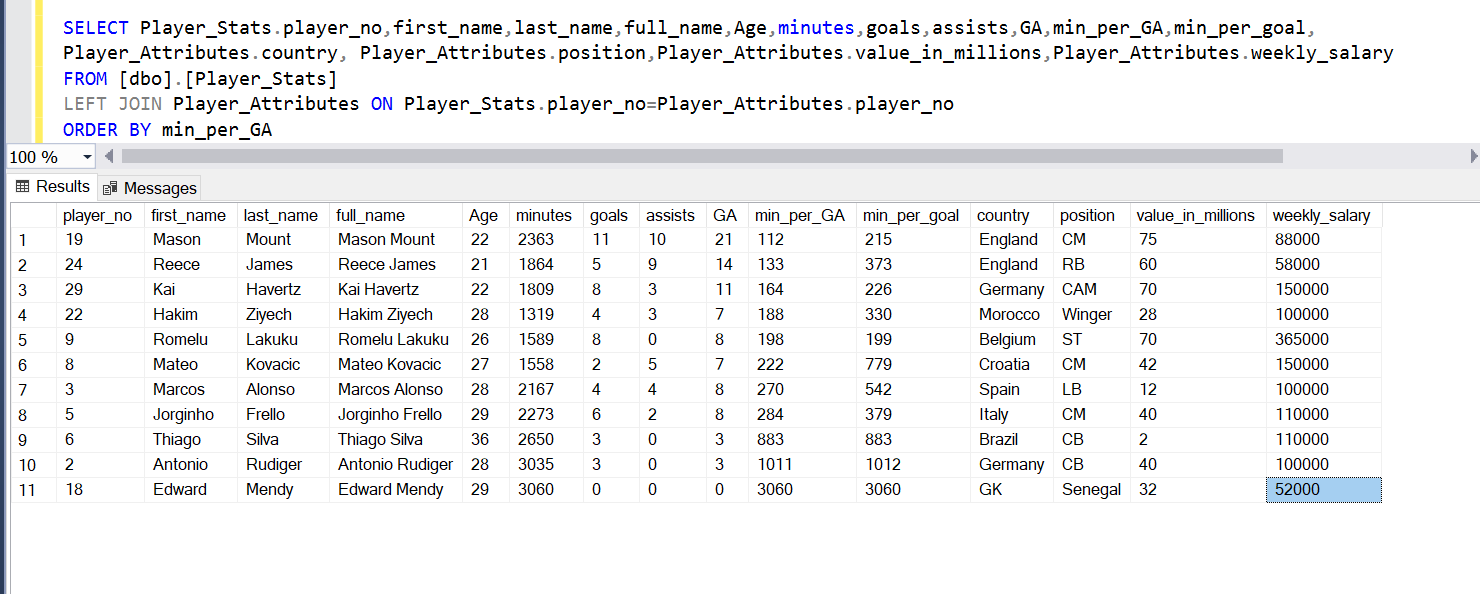 SELECT Player_Stats.player_no,first_name,last_name,full_name,Age,minutes,goals,assists,GA,min_per_GA,min_per_goal,
Player_Attributes.country, Player_Attributes.position,Player_Attributes.value_in_millions,Player_Attributes.weekly_salary
FROM [dbo].[Player_Stats]
LEFT JOIN Player_Attributes ON Player_Stats.player_no=Player_Attributes.player_no
ORDER BY min_per_GA
100 %
Results Messages
player_no first_name last_name full_name Age minutes goals assists GA min_per_GA min_per_goal country position value_in_millions weekly_salary
1 19 Mason Mount Mason Mount 22 2363 11 10 21 112 215 England CM 75 88000
2 24 Reece James Reece James 21 1864 5 9 14 133 373 England RB 60 58000
3 29 Kai Havertz Kai Havertz 22 1809 8 3 11 164 226 Germany CAM 70 150000
4 22 Hakim Ziyech Hakim Ziyech 28 1319 4 3 7 188 330 Morocco Winger 28 100000
5 9 Romelu Lakuku Romelu Lakuku 26 1589 8 0 8 198 199 Belgium ST 70 365000
6 8 Mateo Kovacic Mateo Kovacic 27 1558 2 5 7 222 779 Croatia CM 42 150000
7 3 Marcos Alonso Marcos Alonso 28 2167 4 4 8 270 542 Spain LB 12 100000
8 5 Jorginho Frello Jorginho Frello 29 2273 6 2 8 284 379 Italy CM 40 110000
9 6 Thiago Silva Thiago Silva 36 2650 3 0 3 883 883 Brazil CB 2 110000
10 2 Antonio Rudiger Antonio Rudiger 28 3035 3 0 3 1011 1012 Germany CB 40 100000
11 18 Edward Mendy Edward Mendy 29 3060 0 0 0 3060 3060 GK Senegal 32 52000